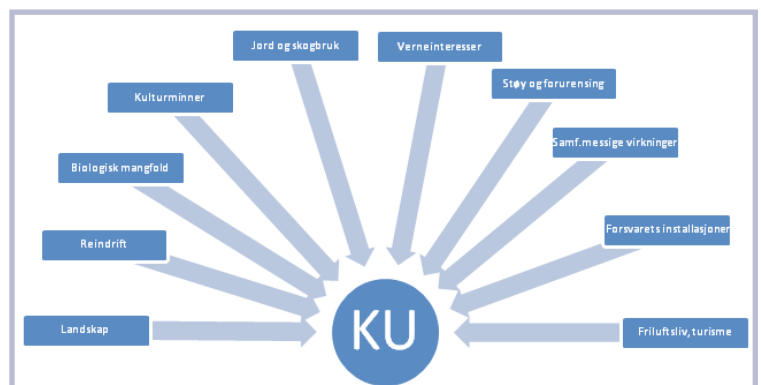 Jord og skogbruk
Verneinteresser
Støy og forurensing
Kulturminner
Samf.messige virkninger
Biologisk mangfold
Forsvarets installasjoner
Reindrift
Landskap
KU
Friluftsliv, turisme